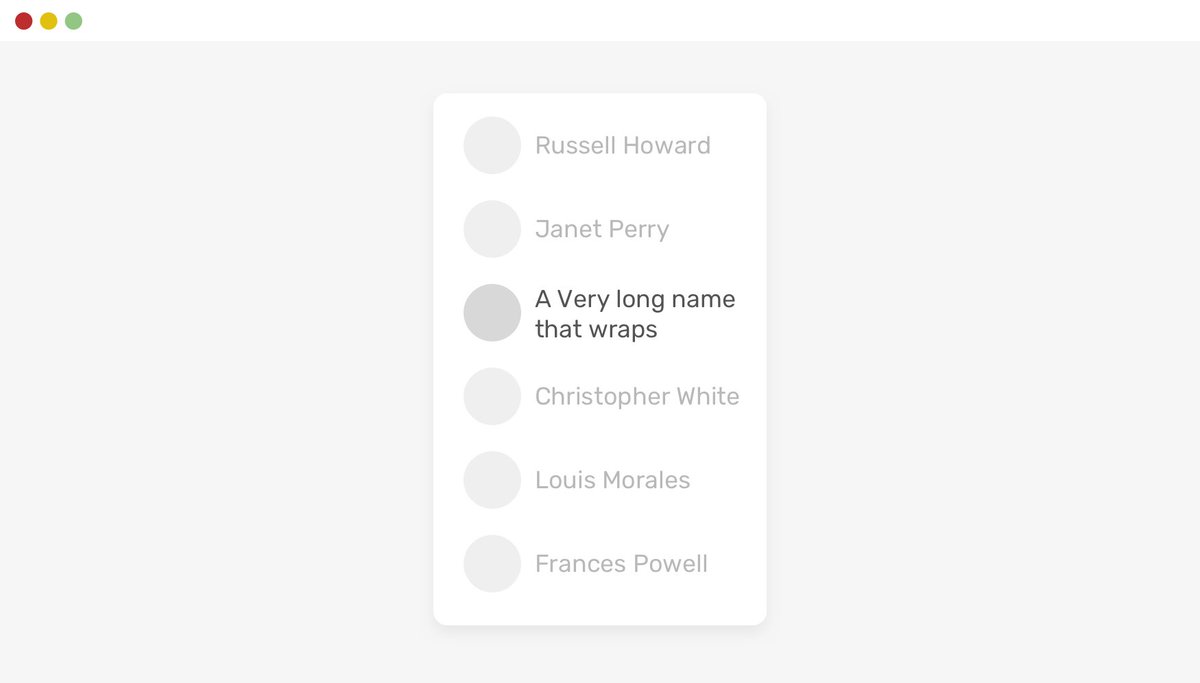 Russell Howard
Janet Perry
A Very long name
that wraps
Christopher White
Louis Morales
Frances Powell